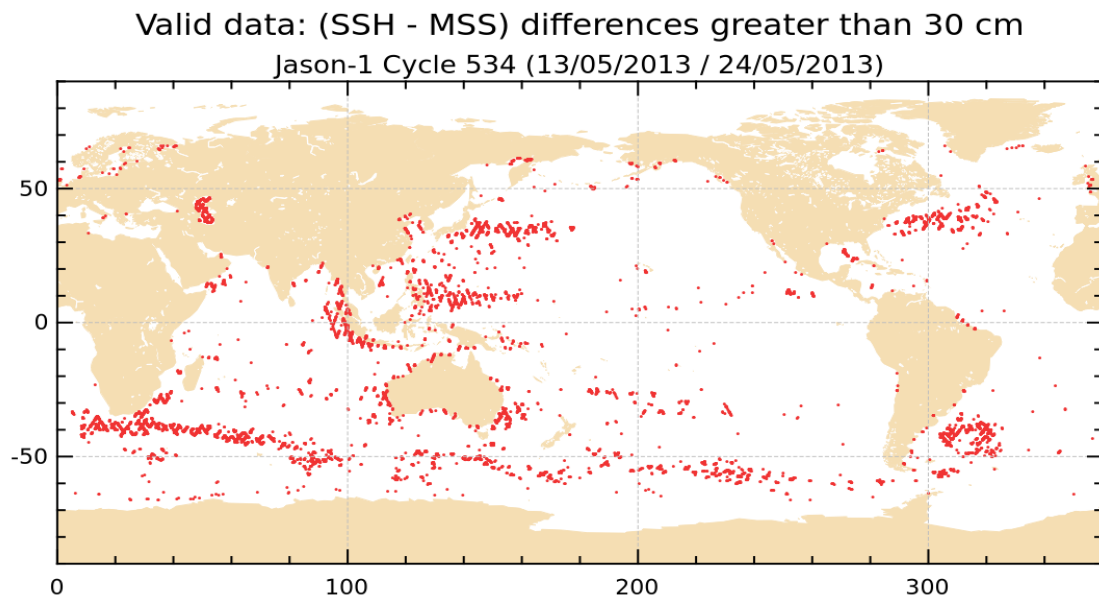 Valid data: (SSH - MSS) differences greater than 30 cm
Jason-1 Cycle 534 (13/05/2013 / 24/05/2013)
50
0
-50
0 100 200 300